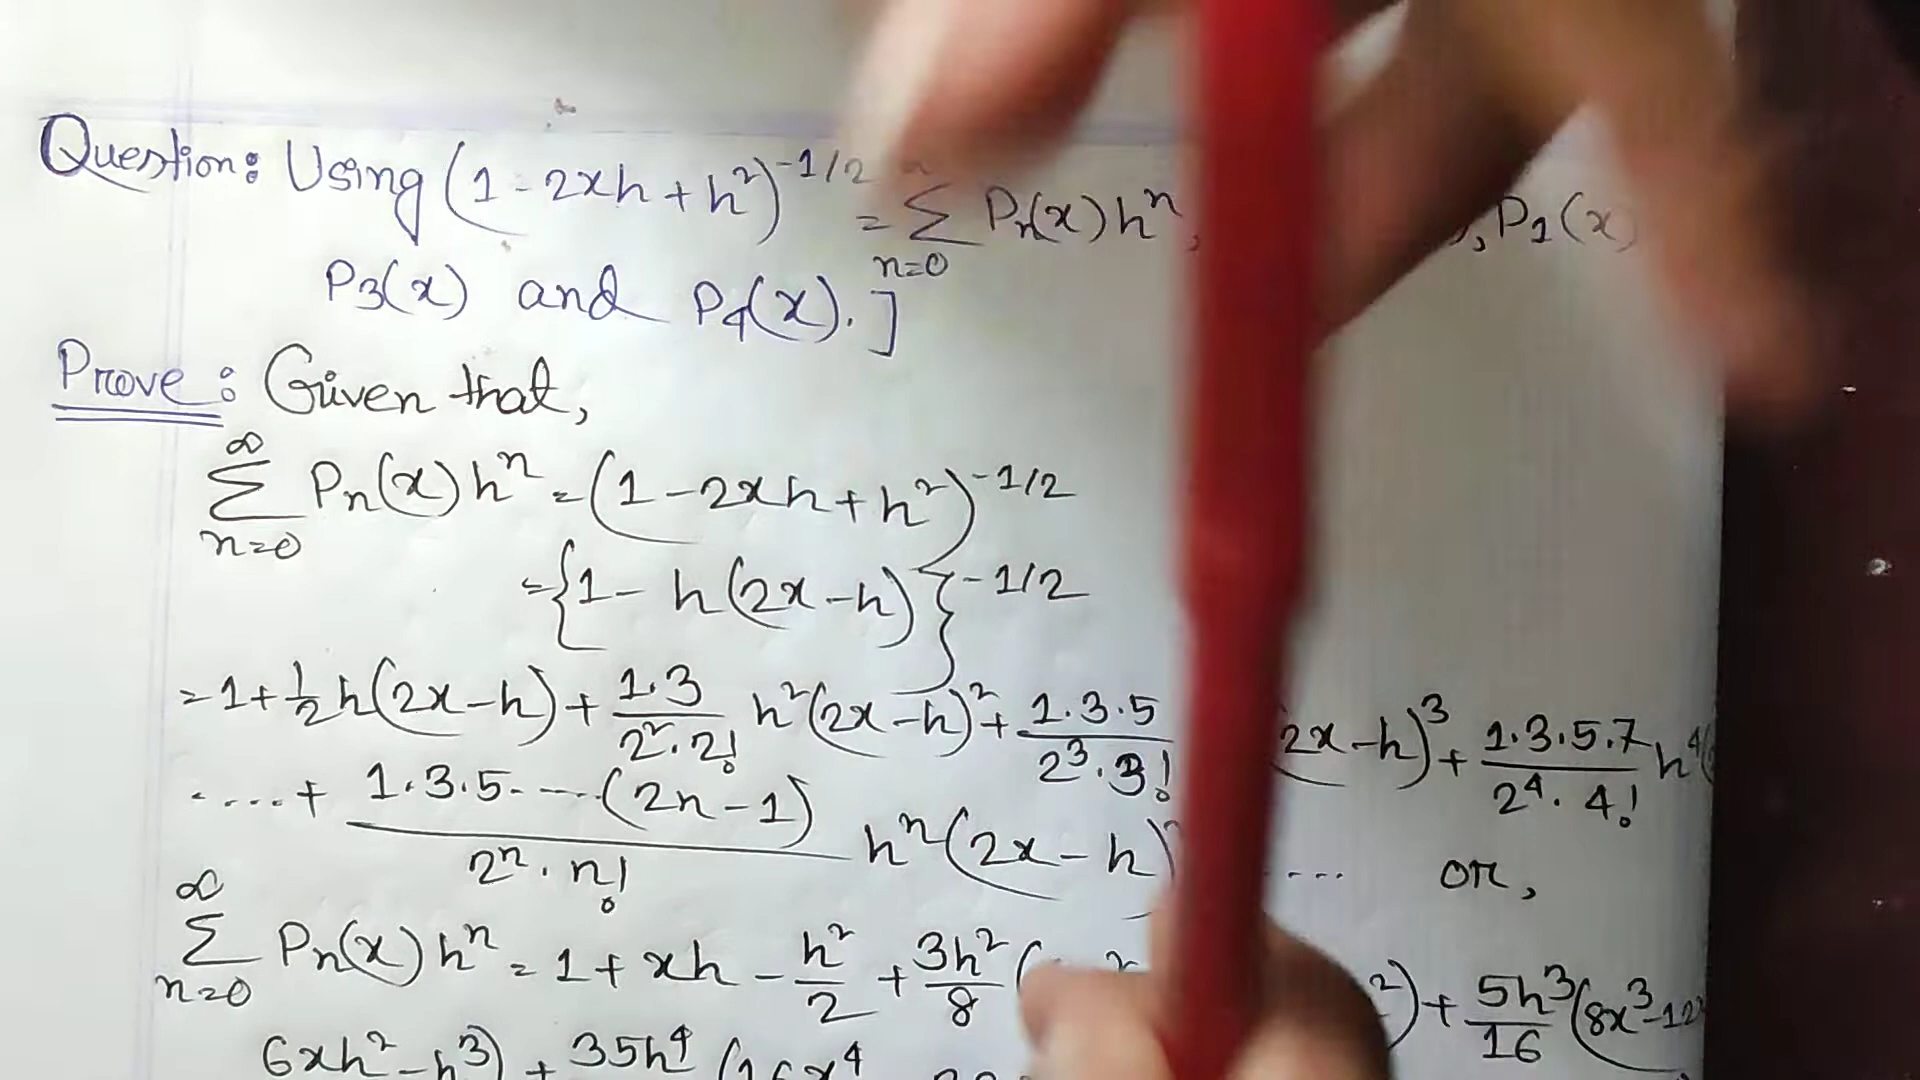 Question: Using (1-2xh+h²)^-1/2 = Σ n=0 Pn(x)hⁿ, , P1(x)
P3(x) and P4(x).]
Prove: Given that,
∞ Σ n=0 Pn(x)hⁿ = (1-2xh+h²)^-1/2
= {1- h(2x-h)}^-1/2
= 1+ 1/2 h(2x-h) + 1.3/2².2! h²(2x-h)² + 1.3.5/2³.3! 2x-h)³ + 1.3.5.7/2⁴.4! h⁴(
.....+ 1.3.5.---(2n-1)/2ⁿ.n! hⁿ(2x-h) .... or,
∞ Σ n=0 Pn(x)hⁿ = 1+xh - h²/2 + 3h²/8 ( ²)+ 5h³/16 (8x³-12
6xh²-h³) + 35h⁴ (16x⁴